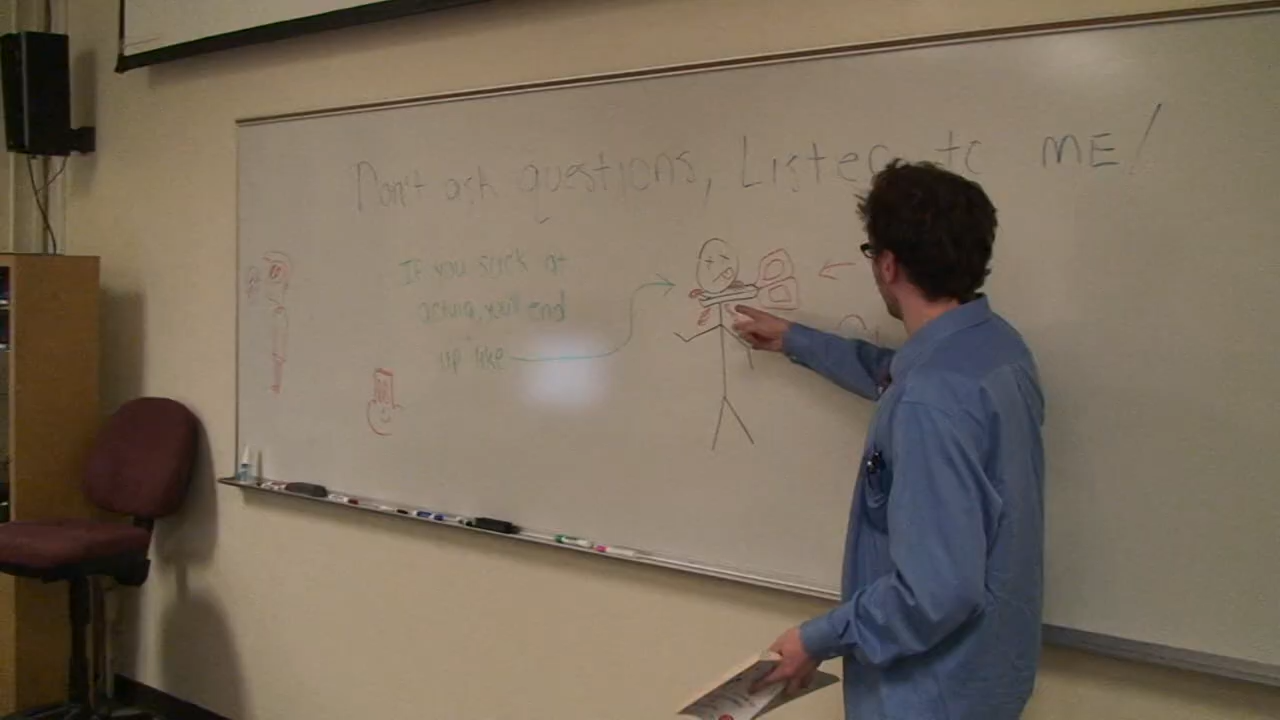 Don't ask questions, Listen to ME!
If you suck at
acting, you'll end
up like